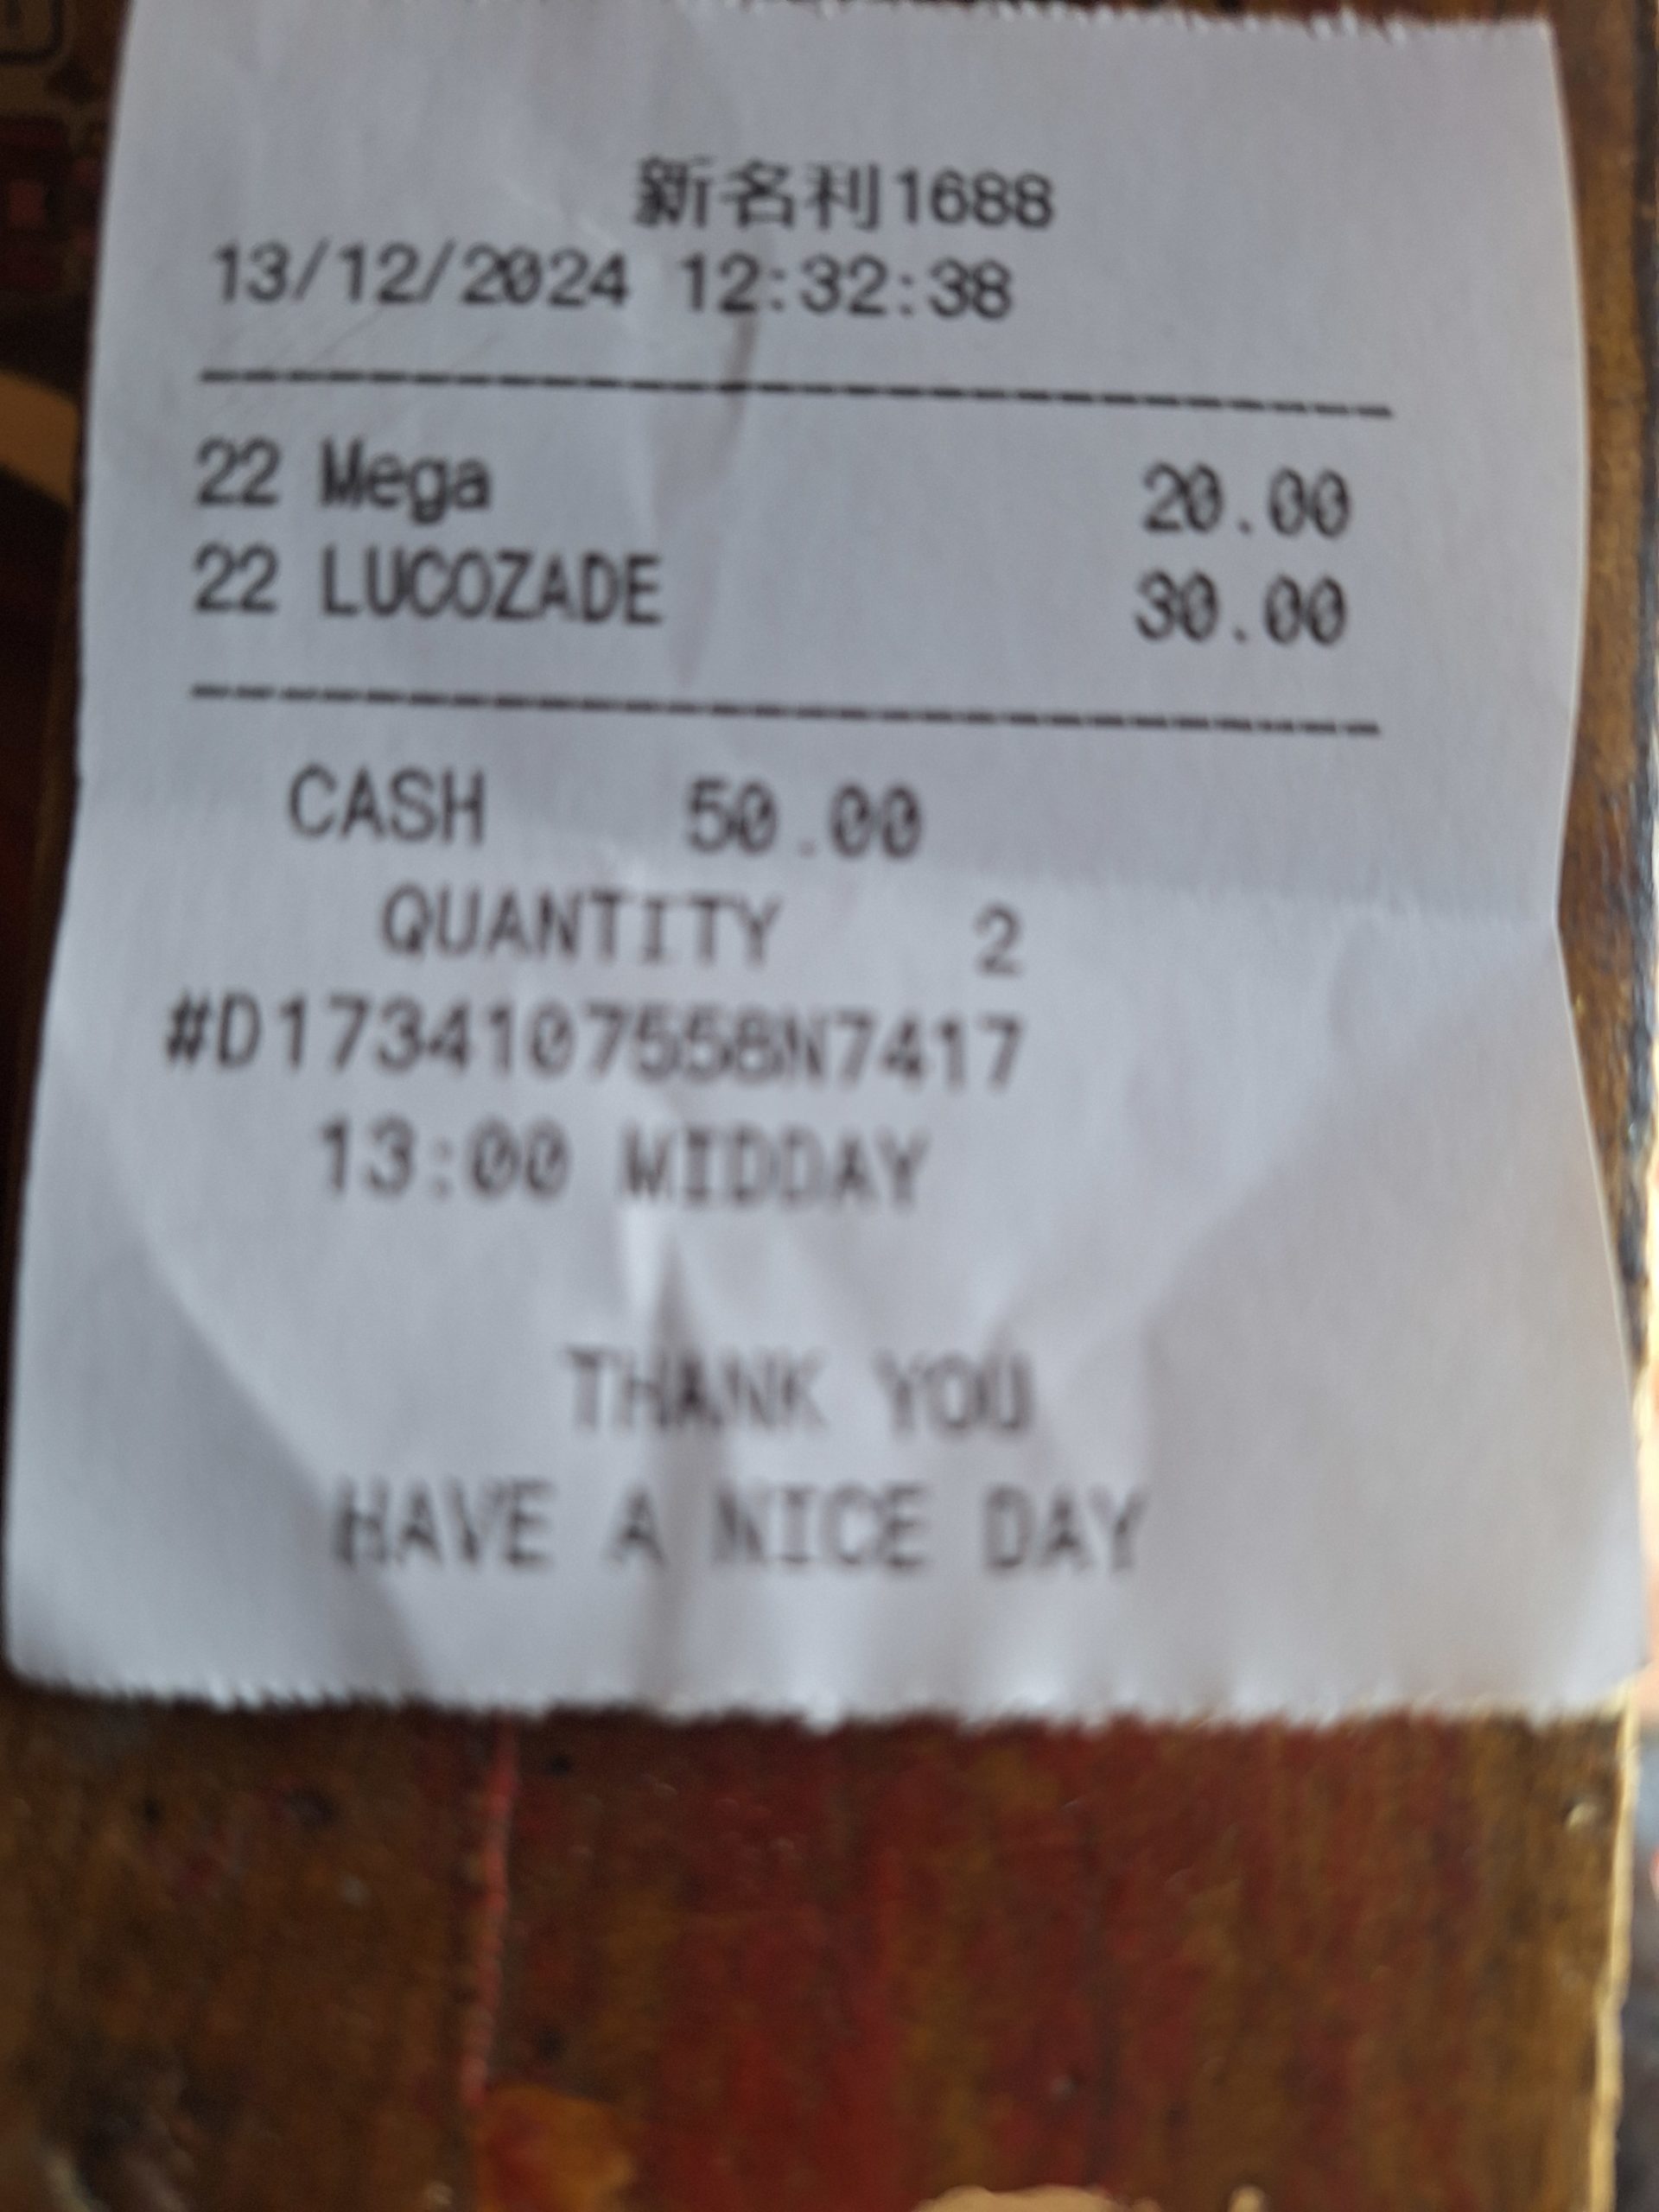 新名利1688
13/12/2024 12:32:38
22 Mega 20.00
22 LUCOZADE 30.00
CASH 50.00
QUANTITY 2
#D1734107558N7417
13:00 MIDDAY
THANK YOU
HAVE A NICE DAY